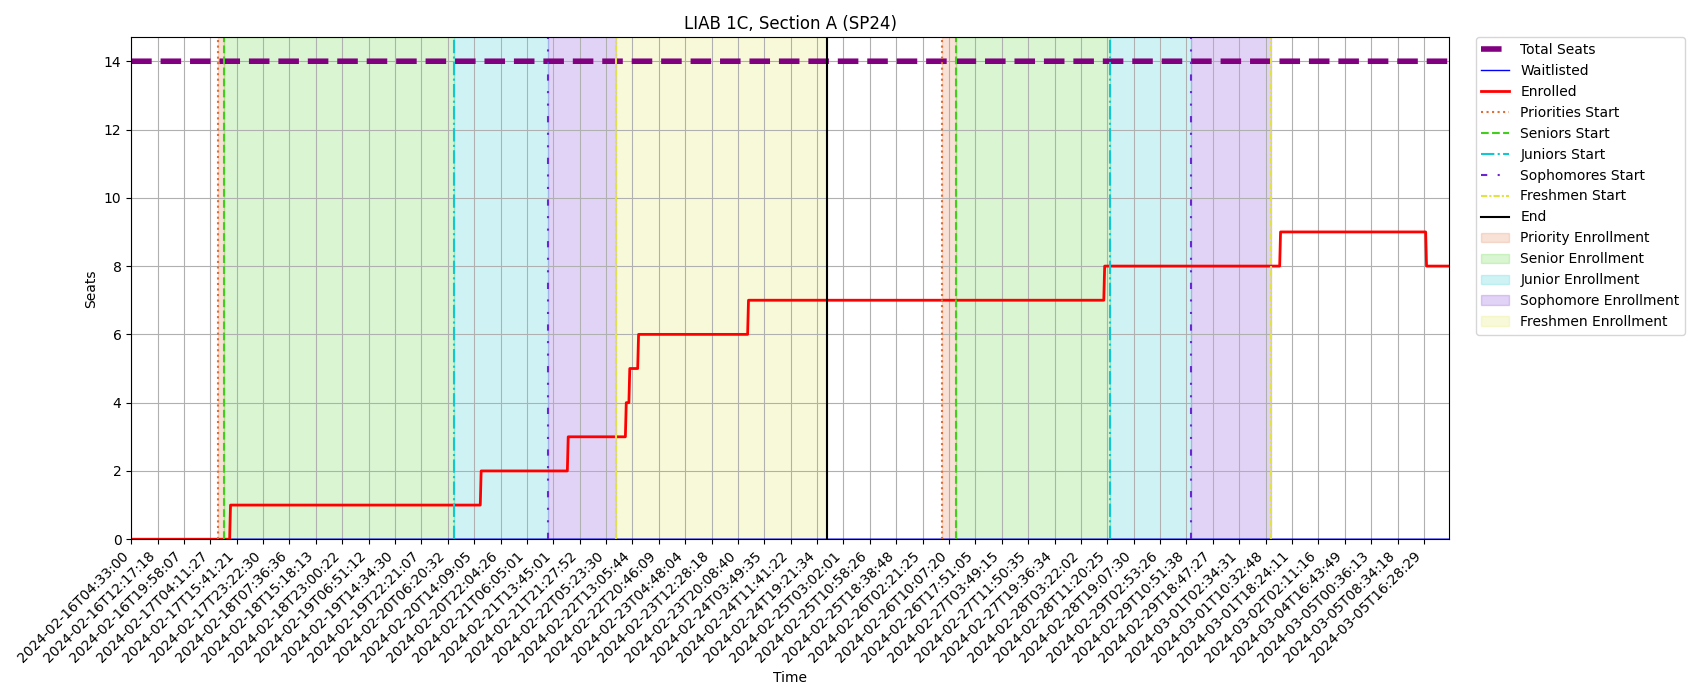 LIAB 1C, Section A (SP24)
Seats
14
12
10
8
6
4
2
0
2024-02-16T04:33:00
2024-02-16T12:17:18
2024-02-16T19:58:07
2024-02-17T04:11:27
2024-02-17T15:41:21
2024-02-17T23:22:30
2024-02-18T07:36:36
2024-02-18T15:18:13
2024-02-18T23:00:22
2024-02-19T06:51:12
2024-02-19T14:34:30
2024-02-19T22:21:07
2024-02-20T06:20:32
2024-02-20T14:09:05
2024-02-20T22:04:26
2024-02-21T06:05:01
2024-02-21T13:45:01
2024-02-21T21:27:52
2024-02-22T05:23:30
2024-02-22T13:05:44
2024-02-22T20:46:09
2024-02-23T04:48:04
2024-02-23T12:28:18
2024-02-23T20:08:40
2024-02-24T03:49:35
2024-02-24T11:41:22
2024-02-24T19:21:34
2024-02-25T03:02:01
2024-02-25T10:58:26
2024-02-25T18:38:48
2024-02-26T02:21:25
2024-02-26T10:07:20
2024-02-26T17:51:05
2024-02-27T03:49:15
2024-02-27T11:50:35
2024-02-27T19:36:34
2024-02-28T03:22:02
2024-02-28T11:20:25
2024-02-28T19:07:30
2024-02-29T02:53:26
2024-02-29T10:51:38
2024-02-29T18:47:27
2024-03-01T02:34:31
2024-03-01T10:32:48
2024-03-01T18:24:11
2024-03-02T02:11:16
2024-03-04T16:43:49
2024-03-05T00:36:13
2024-03-05T08:34:18
2024-03-05T16:28:29
Time
Total Seats
Waitlisted
Enrolled
Priorities Start
Seniors Start
Juniors Start
Sophomores Start
Freshmen Start
End
Priority Enrollment
Senior Enrollment
Junior Enrollment
Sophomore Enrollment
Freshmen Enrollment